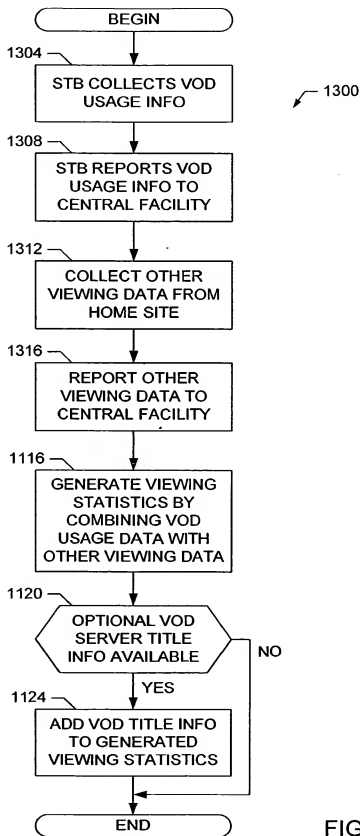 BEGIN
1304
STB COLLECTS VOD
USAGE INFO
1300
1308
STB REPORTS VOD
USAGE INFO TO
CENTRAL FACILITY
1312
COLLECT OTHER
VIEWING DATA FROM
HOME SITE
1316
REPORT OTHER
VIEWING DATA TO
CENTRAL FACILITY
1116
GENERATE VIEWING
STATISTICS BY
COMBINING VOD
USAGE DATA WITH
OTHER VIEWING DATA
1120
OPTIONAL VOD
SERVER TITLE
INFO AVAILABLE
NO
YES
1124
ADD VOD TITLE INFO
TO GENERATED
VIEWING STATISTICS
END
FIG